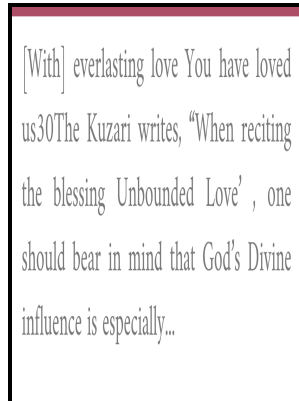 [With] everlasting love You have loved
us30The Kuzari writes, “When reciting
the blessing Unbounded Love’ , one
should bear in mind that God’s Divine
influence is especially...